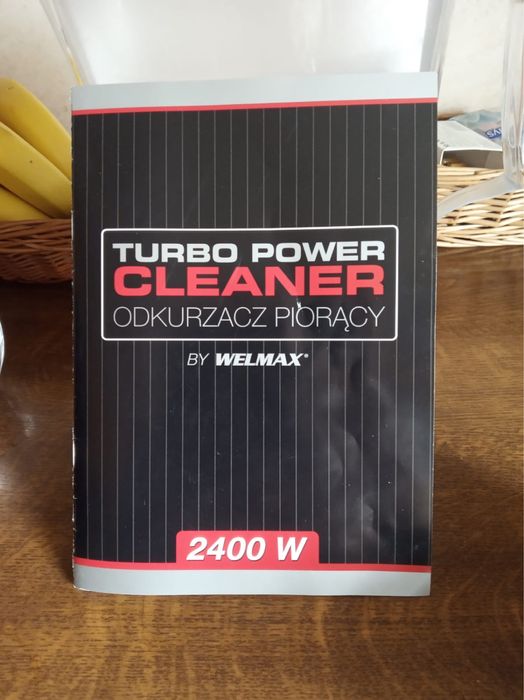 TURBO POWER
CLEANER
ODKURZACZ PIORĄCY
BY WELMAX®
2400 W